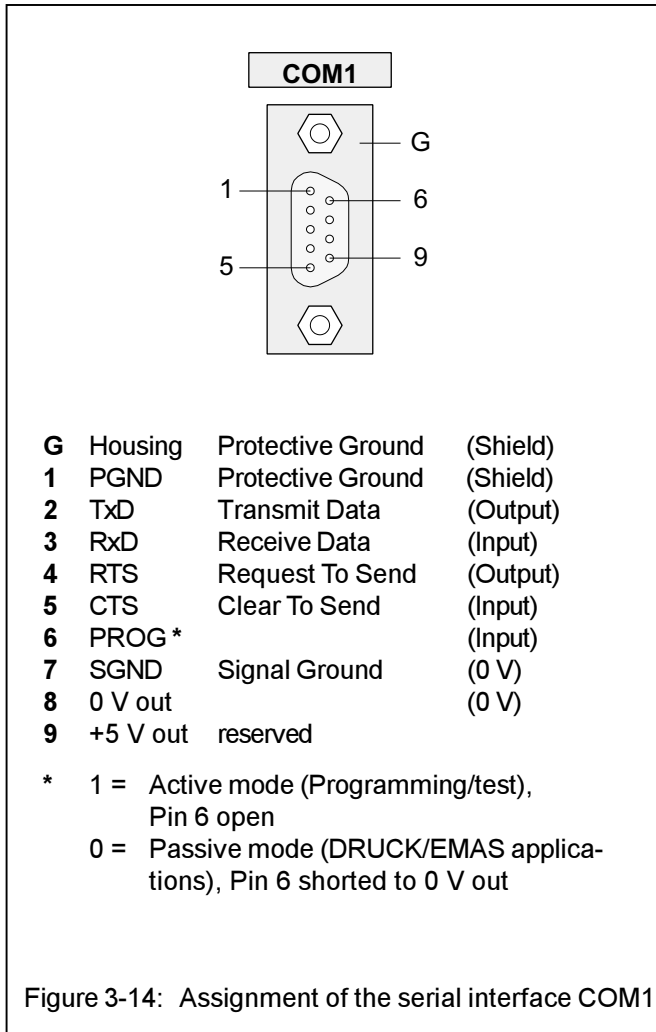 COM1
G
1
6
5
9
G Housing Protective Ground (Shield)
1 PGND Protective Ground (Shield)
2 TxD Transmit Data (Output)
3 RxD Receive Data (Input)
4 RTS Request To Send (Output)
5 CTS Clear To Send (Input)
6 PROG * (Input)
7 SGND Signal Ground (0 V)
8 0 V out (0 V)
9 +5 V out reserved
* 1 = Active mode (Programming/test),
Pin 6 open
0 = Passive mode (DRUCK/EMAS applica-
tions), Pin 6 shorted to 0 V out
Figure 3-14: Assignment of the serial interface COM1